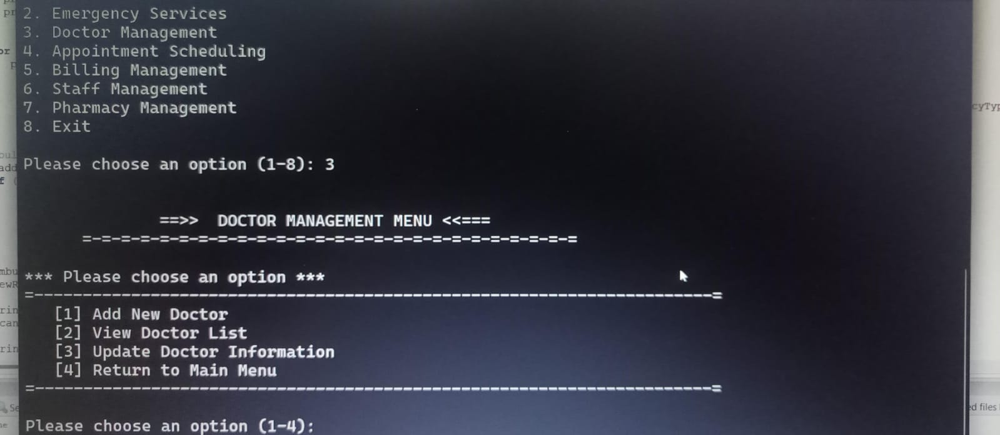 2. Emergency Services
3. Doctor Management
4. Appointment Scheduling
5. Billing Management
6. Staff Management
7. Pharmacy Management
8. Exit
Please choose an option (1-8): 3
==>> DOCTOR MANAGEMENT MENU <<===
=-=-=-=-=-=-=-=-=-=-=-=-=-=-=-=-=-=-=-=-=-=-=-=-=-=
*** Please choose an option ***
=----------------------------------------------------------------------=
[1] Add New Doctor
[2] View Doctor List
[3] Update Doctor Information
[4] Return to Main Menu
=----------------------------------------------------------------------=
Please choose an option (1-4):
cyTyp
ed files